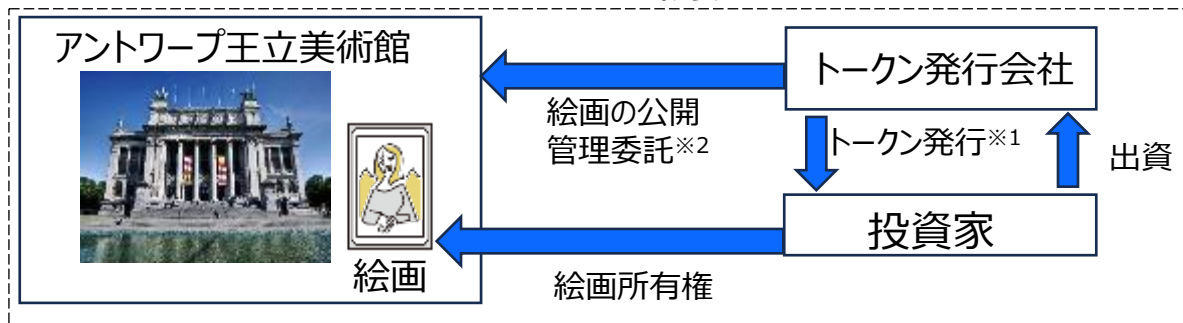 アントワープ王立美術館
トークン発行会社
絵画の公開
管理委託※2
トークン発行※1
出資
投資家
絵画
絵画所有権